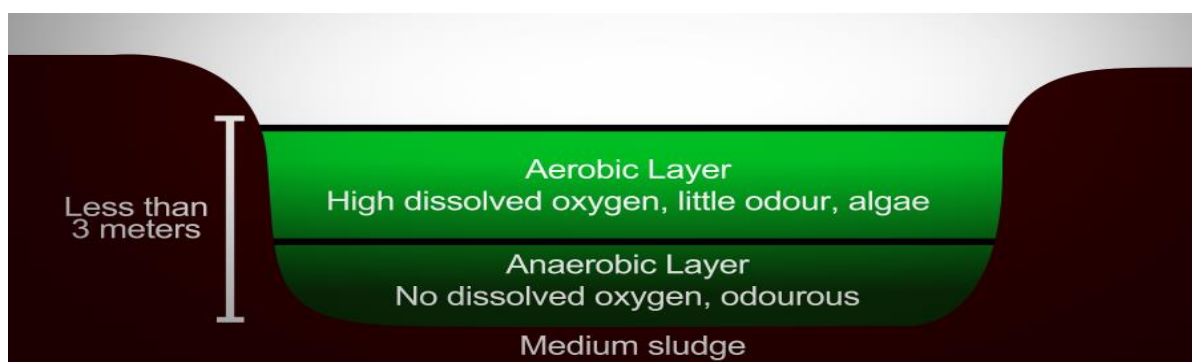 Aerobic Layer
High dissolved oxygen, little odour, algae
Less than
3 meters
Anaerobic Layer
No dissolved oxygen, odourous
Medium sludge